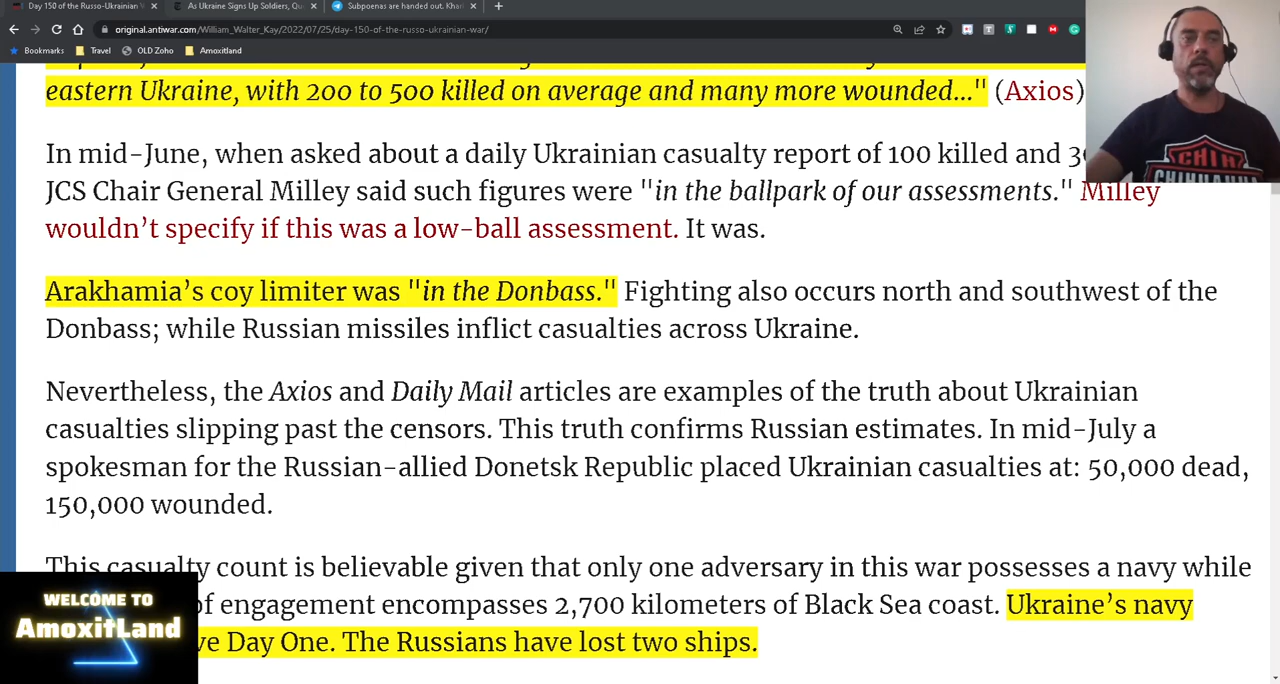 Day 150 of the Russo-Ukrainian
As Ukraine Signs Up Soldiers, Qu
Subpoenas are handed out. Khar
original.antiwar.com/William_Walter_Kay/2022/07/25/day-150-of-the-russo-ukrainian-war/
Bookmarks Travel OLD Zoho Amoxitland
eastern Ukraine, with 200 to 500 killed on average and many more wounded..." (Axios)
In mid-June, when asked about a daily Ukrainian casualty report of 100 killed and
JCS Chair General Milley said such figures were "in the ballpark of our assessments." Milley
wouldn't specify if this was a low-ball assessment. It was.
Arakhamia's coy limiter was "in the Donbass." Fighting also occurs north and southwest of the
Donbass; while Russian missiles inflict casualties across Ukraine.
Nevertheless, the Axios and Daily Mail articles are examples of the truth about Ukrainian
casualties slipping past the censors. This truth confirms Russian estimates. In mid-July a
spokesman for the Russian-allied Donetsk Republic placed Ukrainian casualties at: 50,000 dead,
150,000 wounded.
This casualty count is believable given that only one adversary in this war possesses a navy while
of engagement encompasses 2,700 kilometers of Black Sea coast. Ukraine's navy
Day One. The Russians have lost two ships.
WELCOME TO
AmoxitLand
CHIHUAHUA